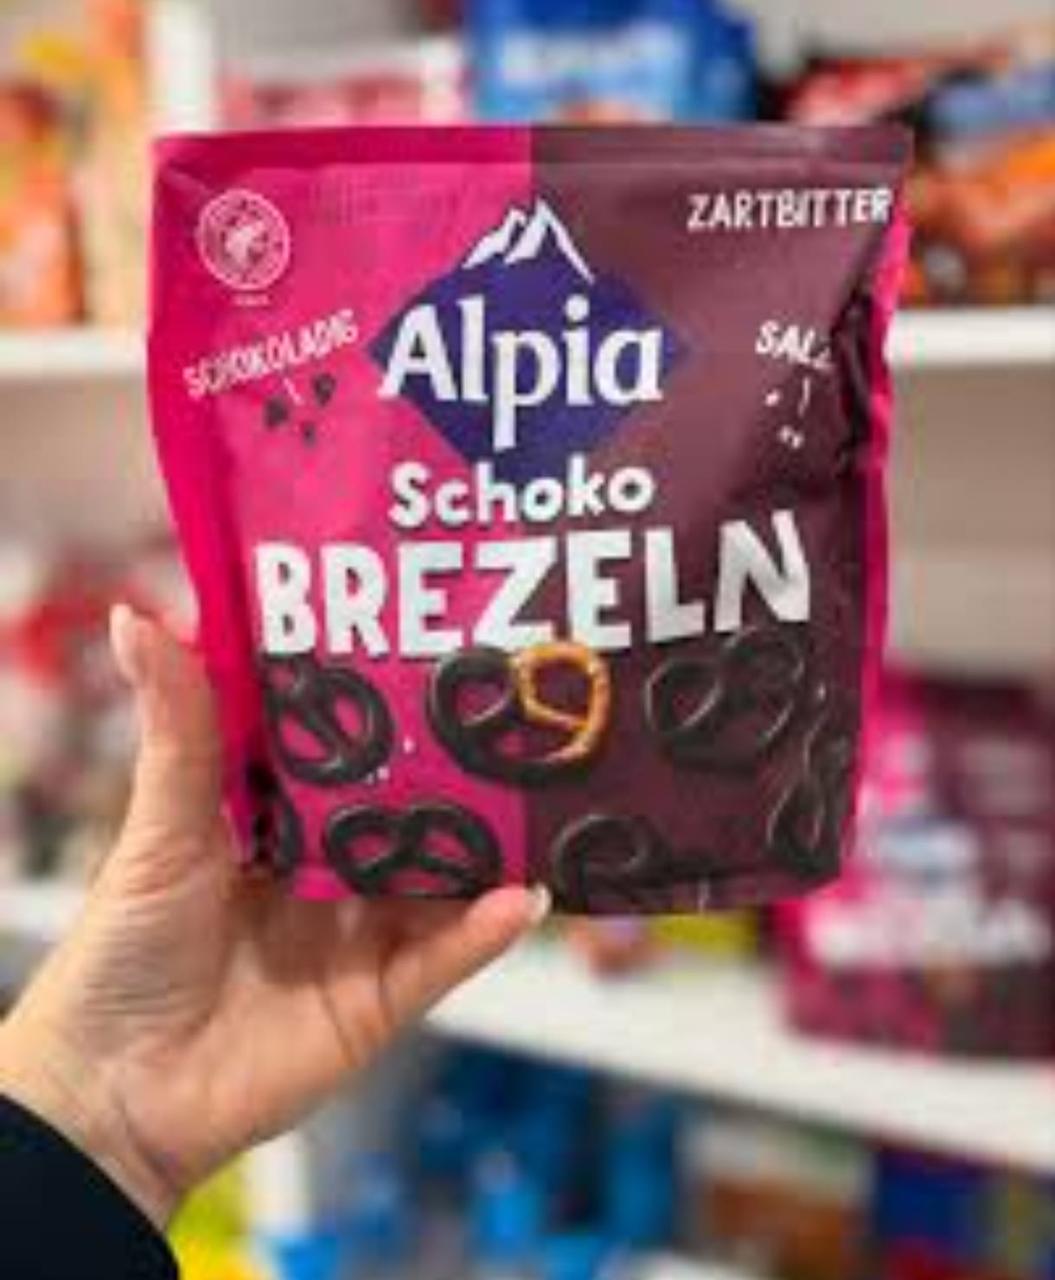 ZARTBITTER
Alpia
SCHOKOLADIG
Schoko
BREZELN